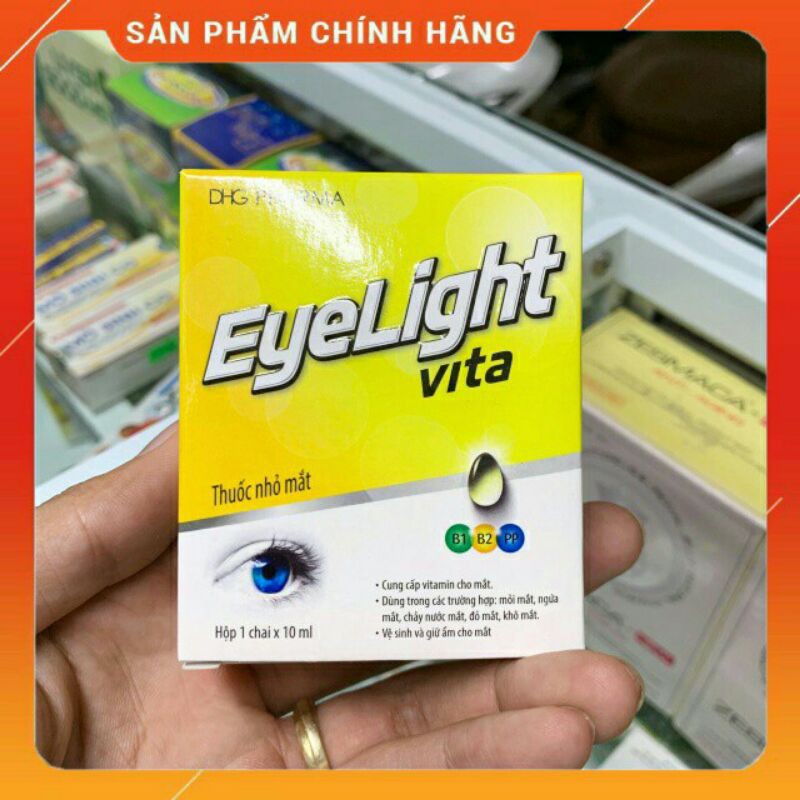 SẢN PHẨM CHÍNH HÃNG
DHG PHARMA
EyeLight
vita
Thuốc nhỏ mắt
B1 B2 PP
• Cung cấp vitamin cho mắt.
• Dùng trong các trường hợp: mỏi mắt, ngứa
mắt, chảy nước mắt, đỏ mắt, khô mắt.
• Vệ sinh và giữ ẩm cho mắt
Hộp 1 chai x 10 ml
ZESMACA